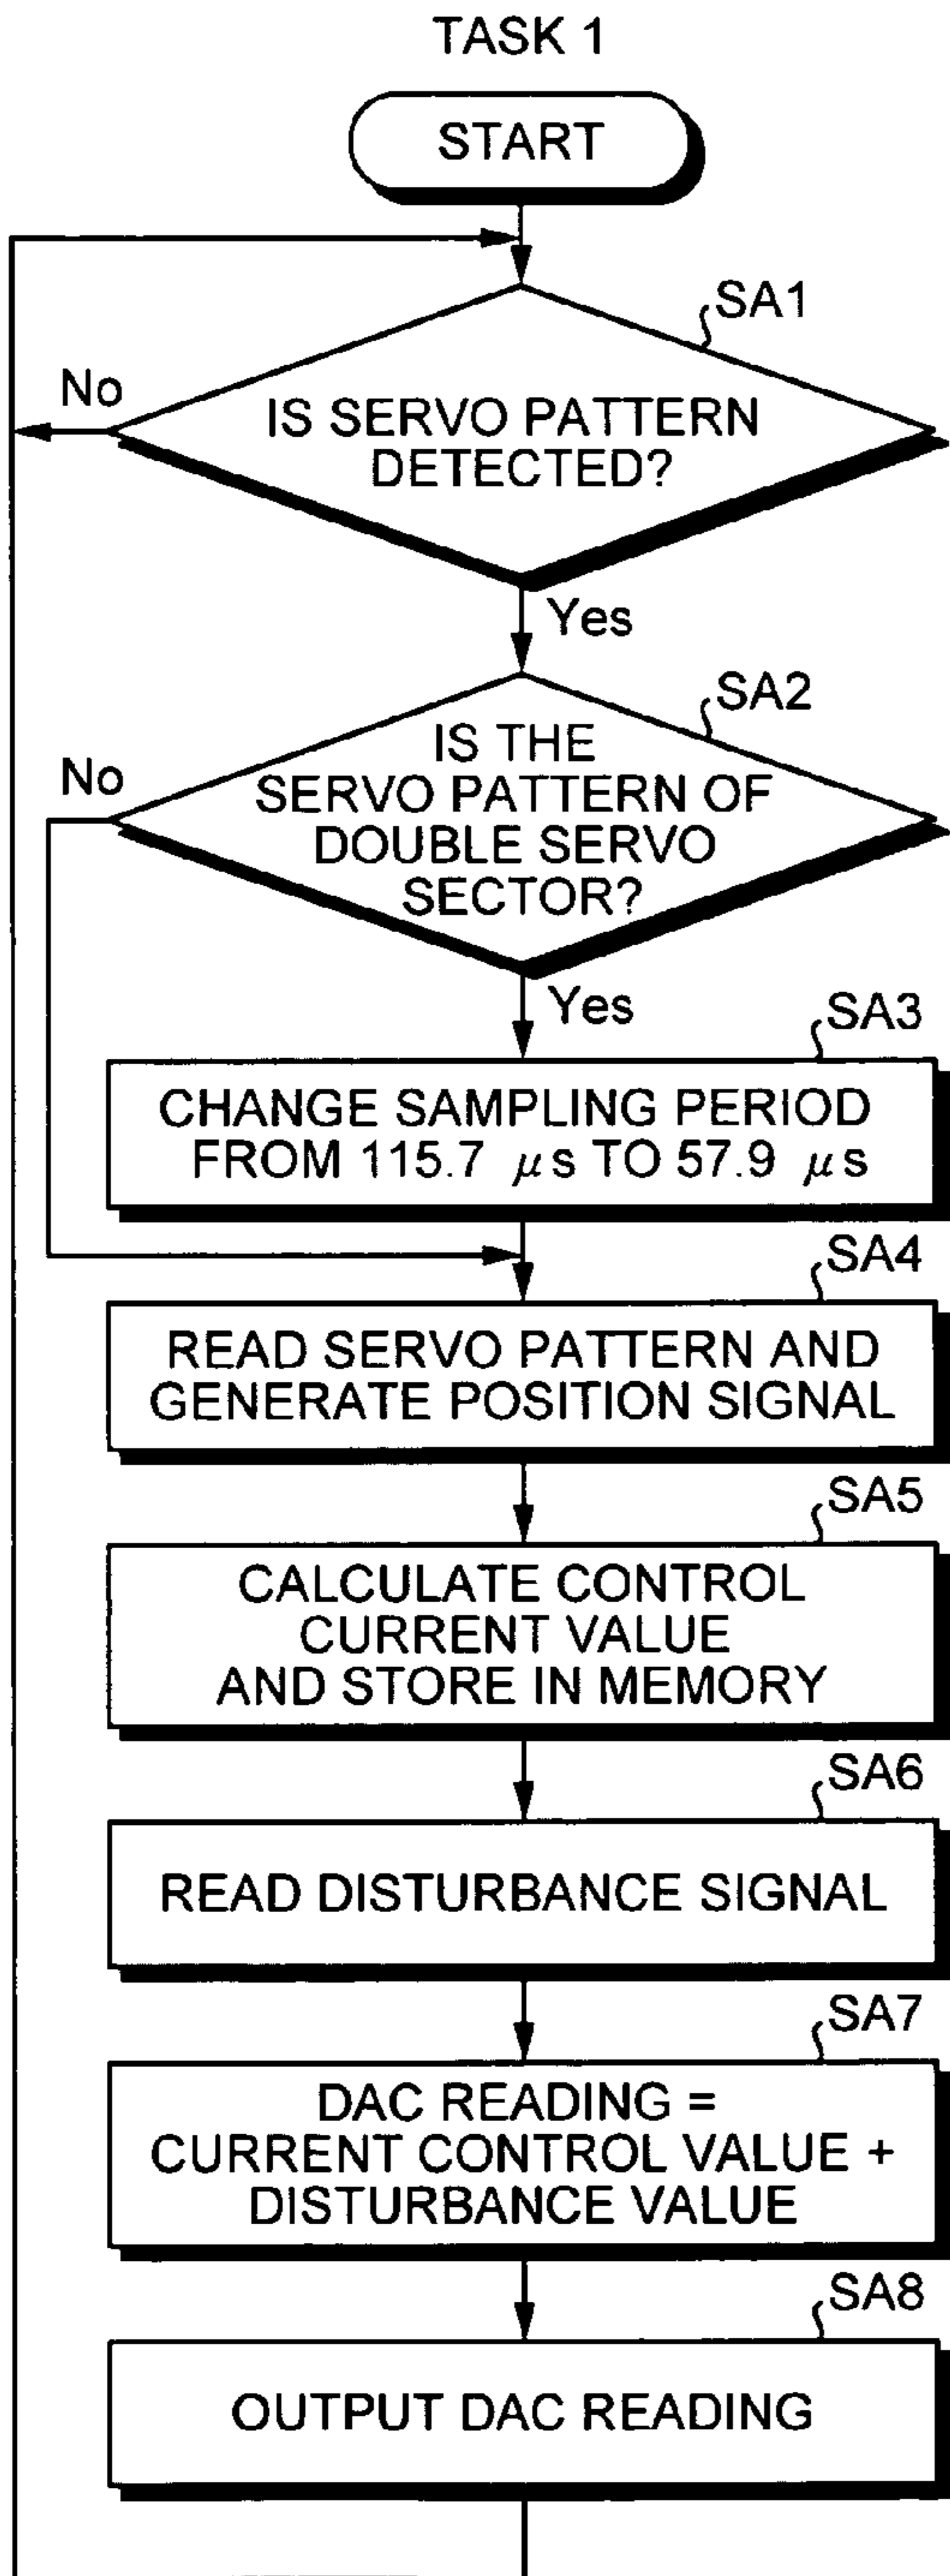 TASK 1
START
SA1
No
IS SERVO PATTERN
DETECTED?
Yes
SA2
No
IS THE
SERVO PATTERN OF
DOUBLE SERVO
SECTOR?
Yes
SA3
CHANGE SAMPLING PERIOD
FROM 115.7 μs TO 57.9 μs
SA4
READ SERVO PATTERN AND
GENERATE POSITION SIGNAL
SA5
CALCULATE CONTROL
CURRENT VALUE
AND STORE IN MEMORY
SA6
READ DISTURBANCE SIGNAL
SA7
DAC READING =
CURRENT CONTROL VALUE +
DISTURBANCE VALUE
SA8
OUTPUT DAC READING